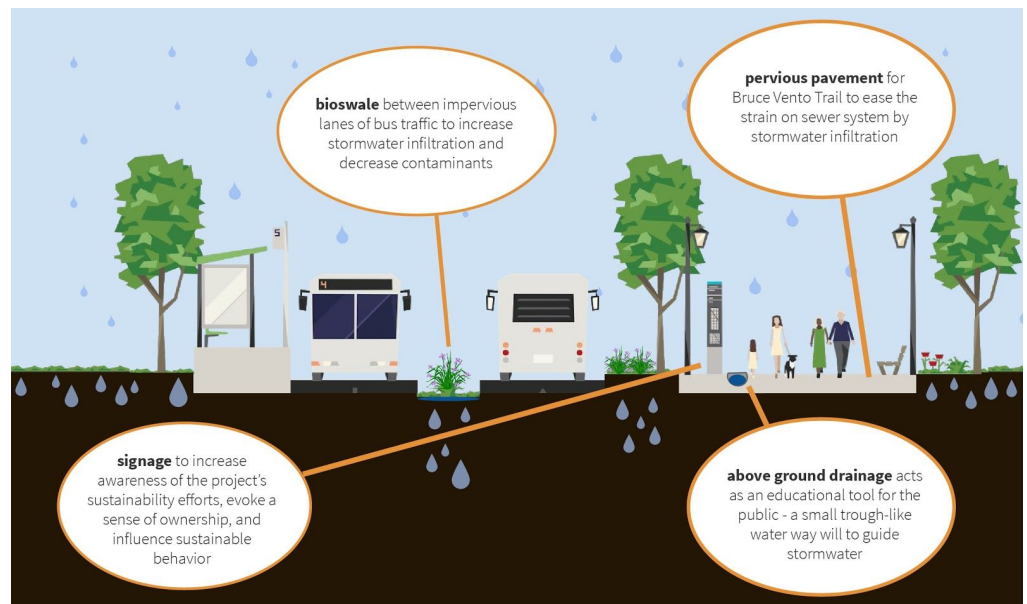 bioswale between impervious
lanes of bus traffic to increase
stormwater infiltration and
decrease contaminants
pervious pavement for
Bruce Vento Trail to ease the
strain on sewer system by
stormwater infiltration
S
4
signage to increase
awareness of the project's
sustainability efforts, evoke a
sense of ownership, and
influence sustainable
behavior
above ground drainage acts
as an educational tool for the
public - a small trough-like
water way will to guide
stormwater